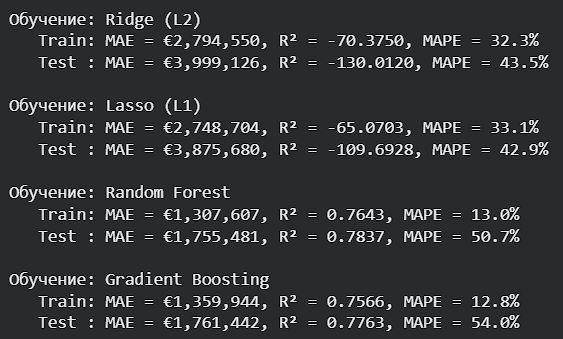 Обучение: Ridge (L2)
Train: MAE = €2,794,550, R² = -70.3750, MAPE = 32.3%
Test : MAE = €3,999,126, R² = -130.0120, MAPE = 43.5%
Обучение: Lasso (L1)
Train: MAE = €2,748,704, R² = -65.0703, MAPE = 33.1%
Test : MAE = €3,875,680, R² = -109.6928, MAPE = 42.9%
Обучение: Random Forest
Train: MAE = €1,307,607, R² = 0.7643, MAPE = 13.0%
Test : MAE = €1,755,481, R² = 0.7837, MAPE = 50.7%
Обучение: Gradient Boosting
Train: MAE = €1,359,944, R² = 0.7566, MAPE = 12.8%
Test : MAE = €1,761,442, R² = 0.7763, MAPE = 54.0%